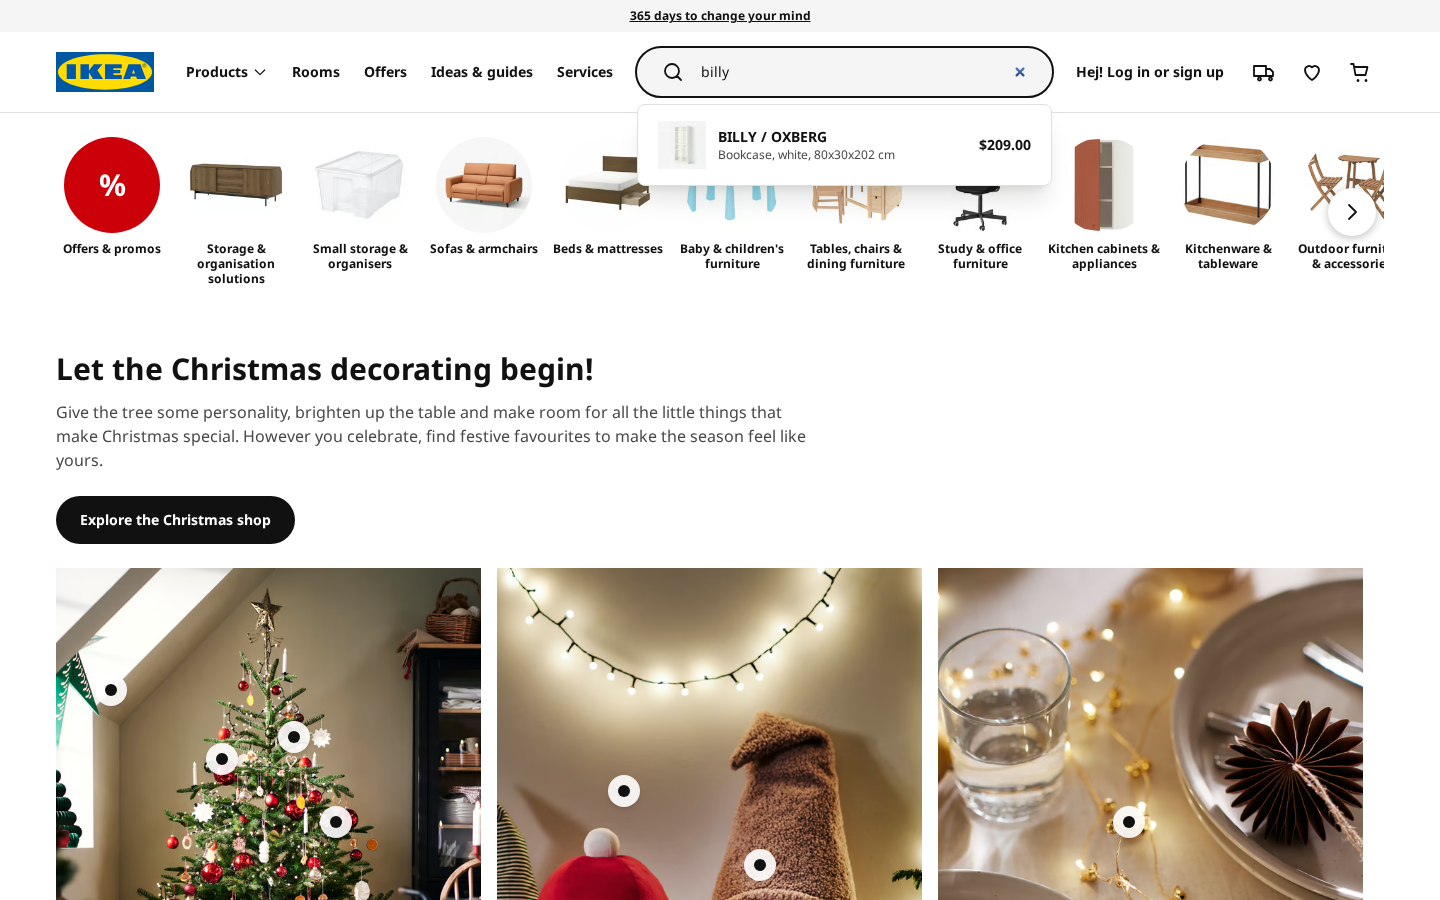 365 days to change your mind
IKEA
Products
Rooms
Offers
Ideas & guides
Services
billy
Hej! Log in or sign up
BILLY / OXBERG
Bookcase, white, 80x30x202 cm
$209.00
%
Offers & promos
Storage &
organisation
solutions
Small storage &
organisers
Sofas & armchairs
Beds & mattresses
Baby & children's
furniture
Tables, chairs &
dining furniture
Study & office
furniture
Kitchen cabinets &
appliances
Kitchenware &
tableware
Outdoor furnit
& accessorie
Let the Christmas decorating begin!
Give the tree some personality, brighten up the table and make room for all the little things that
make Christmas special. However you celebrate, find festive favourites to make the season feel like
yours.
Explore the Christmas shop